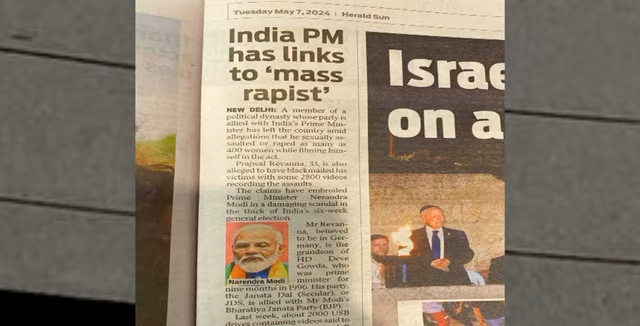 Tuesday May 7, 2024 | Herald Sun
India PM
has links
to ‘mass
rapist’
NEW DELHI: A member of a
political dynasty whose party is
allied with India's Prime Min-
ister has left the country amid
allegations that he sexually as-
saulted or raped as many as
400 women while filming him-
self in the act.
Prajwal Revanna, 33, is also
alleged to have blackmailed his
victims with some 2800 videos
recording the assaults.
The claims have embroiled
Prime Minister Nerandra
Modi in a damaging scandal in
the thick of India's six-week
general election.
Mr Revan-
na, believed
to be in Ger-
many, is the
grandson of
HD Deve
Gowda, who
was prime
minister for
Narendra Modi
nine months in 1996. His party,
the Janata Dal (Secular), or
JDS, is allied with Mr Modi's
Bharatiya Janata Party (BJP).
Last week, about 2000 USB
drives containing videos said to
Israe
on a